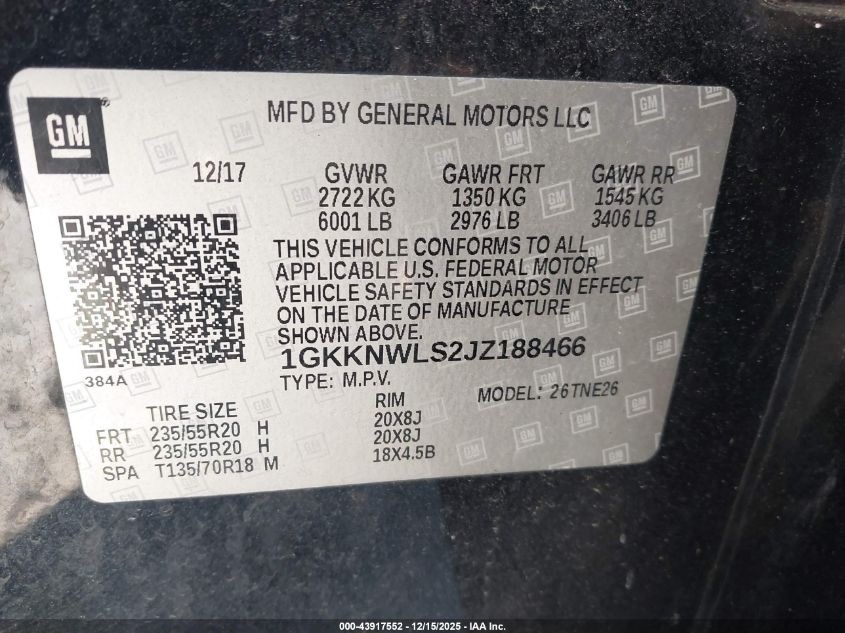 GM
MFD BY GENERAL MOTORS LLC
12/17 GVWR GAWR FRT GAWR RR
2722 KG 1350 KG 1545 KG
6001 LB 2976 LB 3406 LB
THIS VEHICLE CONFORMS TO ALL
APPLICABLE U.S. FEDERAL MOTOR
VEHICLE SAFETY STANDARDS IN EFFECT
ON THE DATE OF MANUFACTURE
SHOWN ABOVE.
1GKKNWLS2JZ188466
384A
TYPE: M.P.V. MODEL: 26TNE26
TIRE SIZE RIM
FRT 235/55R20 H 20X8J
RR 235/55R20 H 20X8J
SPA T135/70R18 M 18X4.5B
000-43917552 - 12/15/2025 - IAA Inc.